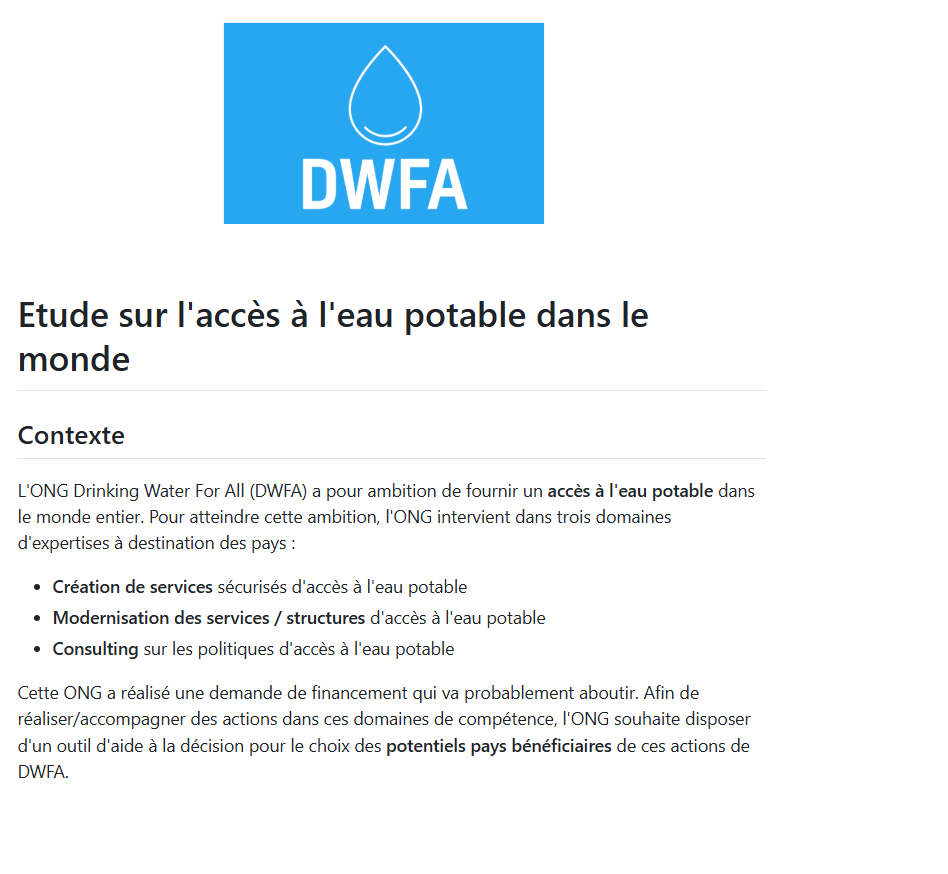 DWFA
Etude sur l'accès à l'eau potable dans le
monde
Contexte
L'ONG Drinking Water For All (DWFA) a pour ambition de fournir un accès à l'eau potable dans
le monde entier. Pour atteindre cette ambition, l'ONG intervient dans trois domaines
d'expertises à destination des pays :
• Création de services sécurisés d'accès à l'eau potable
• Modernisation des services / structures d'accès à l'eau potable
• Consulting sur les politiques d'accès à l'eau potable
Cette ONG a réalisé une demande de financement qui va probablement aboutir. Afin de
réaliser/accompagner des actions dans ces domaines de compétence, l'ONG souhaite disposer
d'un outil d'aide à la décision pour le choix des potentiels pays bénéficiaires de ces actions de
DWFA.